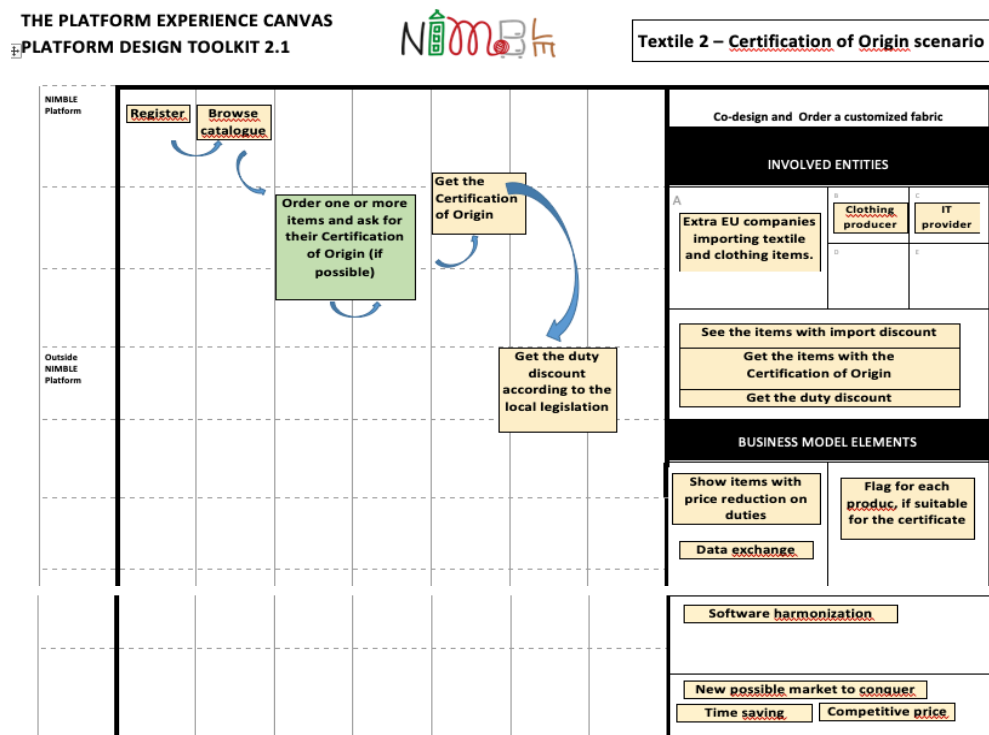 THE PLATFORM EXPERIENCE CANVAS
PLATFORM DESIGN TOOLKIT 2.1
NIMBLE
Textile 2 – Certification of Origin scenario
NIMBLE
Platform
Register
Browse
catalogue
Order one or more
items and ask for
their Certification
of Origin (if
possible)
Get the
Certification
of Origin
Outside
NIMBLE
Platform
Get the duty
discount
according to the
local legislation
Co-design and Order a customized fabric
INVOLVED ENTITIES
A
Extra EU companies
importing textile
and clothing items.
B
Clothing
producer
C
IT
provider
D
E
See the items with import discount
Get the items with the
Certification of Origin
Get the duty discount
BUSINESS MODEL ELEMENTS
Show items with
price reduction on
duties
Data exchange
Flag for each
produc, if suitable
for the certificate
Software harmonization
New possible market to conquer
Time saving
Competitive price